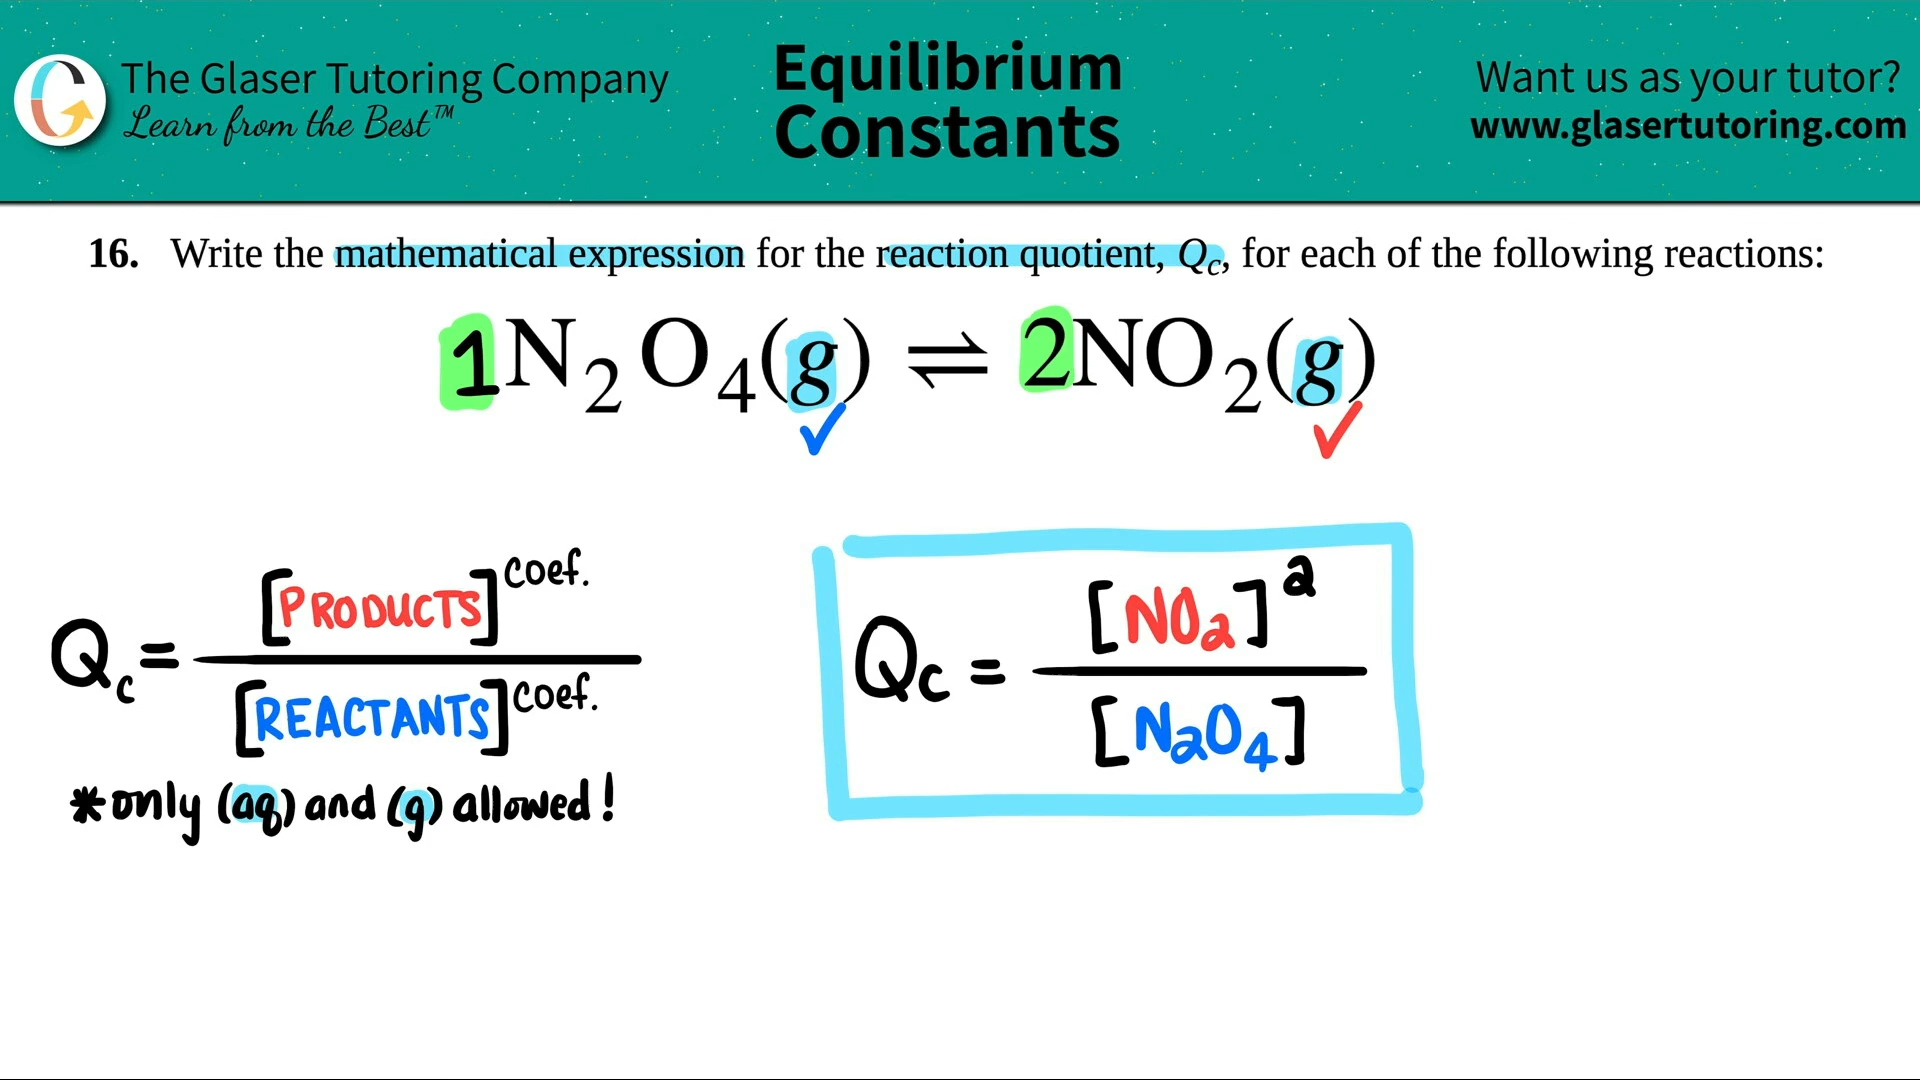 The Glaser Tutoring Company
Learn from the Best™
Equilibrium
Constants
Want us as your tutor?
www.glasertutoring.com
16. Write the mathematical expression for the reaction quotient, Qc, for each of the following reactions:
1N₂O₄(g) ⇌ 2NO₂(g)
✓ ✓
Qc = [PRODUCTS]^coef. / [REACTANTS]^coef.
*only (aq) and (g) allowed!
Qc = [NO₂]² / [N₂O₄]